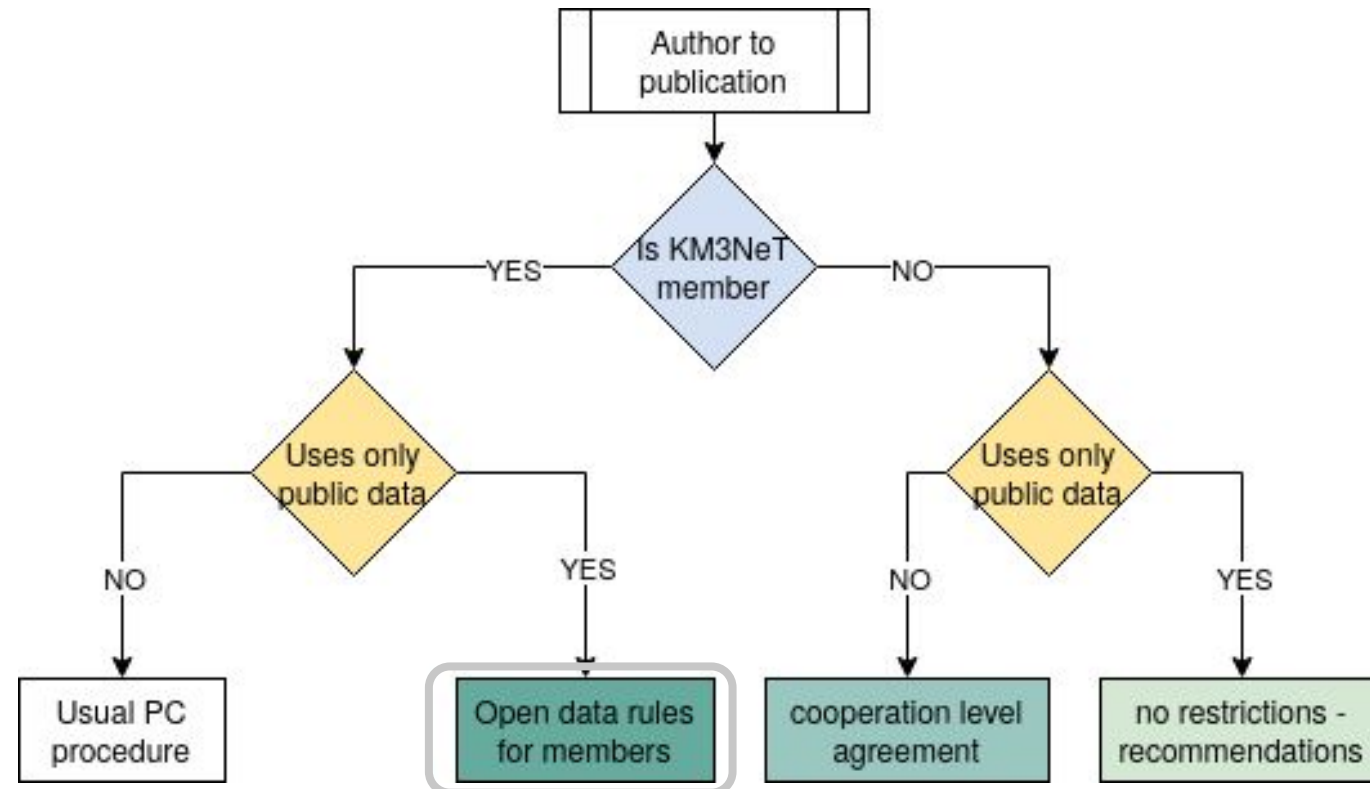 Author to
publication
Is KM3NeT
member
YES
NO
Uses only
public data
Uses only
public data
NO
YES
NO
YES
Usual PC
procedure
Open data rules
for members
cooperation level
agreement
no restrictions -
recommendations